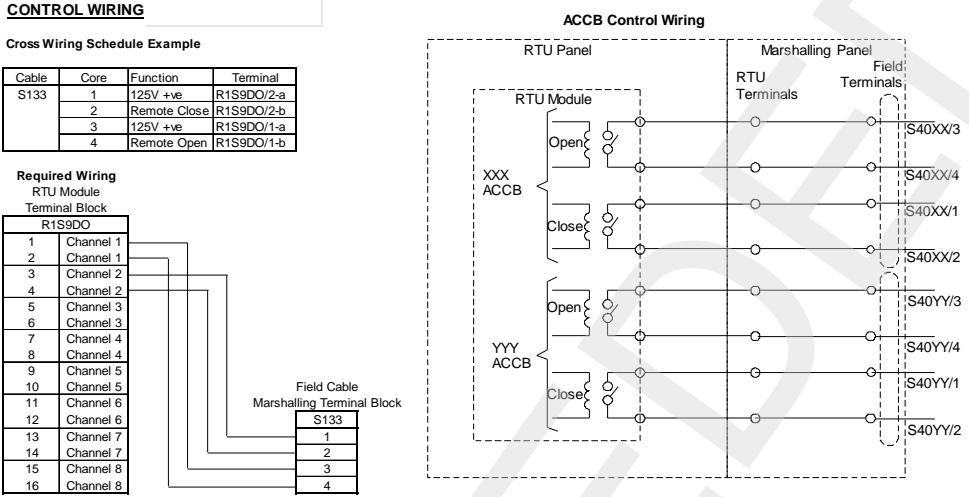 CONTROL WIRING
Cross Wiring Schedule Example
Cable Core Function Terminal
S133 1 125V +ve R1S9DO/2-a
2 Remote Close R1S9DO/2-b
3 125V +ve R1S9DO/1-a
4 Remote Open R1S9DO/1-b
Required Wiring
RTU Module
Terminal Block
R1S9DO
1 Channel 1
2 Channel 1
3 Channel 2
4 Channel 2
5 Channel 3
6 Channel 3
7 Channel 4
8 Channel 4
9 Channel 5
10 Channel 5
11 Channel 6
12 Channel 6
13 Channel 7
14 Channel 7
15 Channel 8
16 Channel 8
Field Cable
Marshalling Terminal Block
S133
1
2
3
4
ACCB Control Wiring
RTU Panel
Marshalling Panel
RTU Module
RTU
Terminals
Field
Terminals
XXX
ACCB
Open
Close
YYY
ACCB
Open
Close
S40XX/3
S40XX/4
S40XX/1
S40XX/2
S40YY/3
S40YY/4
S40YY/1
S40YY/2